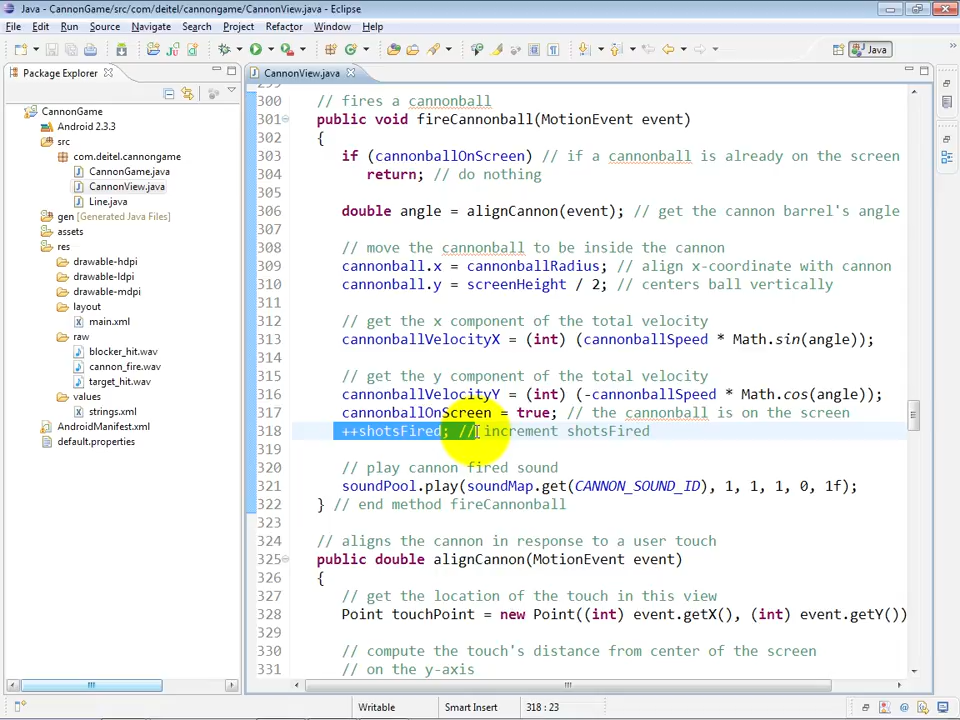 Java - CannonGame/src/com/deitel/cannongame/CannonView.java - Eclipse
File Edit Run Source Navigate Search Project Refactor Window Help
Java
Package Explorer
CannonView.java
CannonGame
Android 2.3.3
src
com.deitel.cannongame
CannonGame.java
CannonView.java
Line.java
gen [Generated Java Files]
assets
res
drawable-hdpi
drawable-ldpi
drawable-mdpi
layout
main.xml
raw
blocker_hit.wav
cannon_fire.wav
target_hit.wav
values
strings.xml
AndroidManifest.xml
default.properties
300 // fires a cannonball
301 public void fireCannonball(MotionEvent event)
302 {
303 if (cannonballOnScreen) // if a cannonball is already on the screen
304 return; // do nothing
305
306 double angle = alignCannon(event); // get the cannon barrel's angle
307
308 // move the cannonball to be inside the cannon
309 cannonball.x = cannonballRadius; // align x-coordinate with cannon
310 cannonball.y = screenHeight / 2; // centers ball vertically
311
312 // get the x component of the total velocity
313 cannonballVelocityX = (int) (cannonballSpeed * Math.sin(angle));
314
315 // get the y component of the total velocity
316 cannonballVelocityY = (int) (-cannonballSpeed * Math.cos(angle));
317 cannonballOnScreen = true; // the cannonball is on the screen
318 ++shotsFired; // increment shotsFired
319
320 // play cannon fired sound
321 soundPool.play(soundMap.get(CANNON_SOUND_ID), 1, 1, 1, 0, 1f);
322 } // end method fireCannonball
323
324 // aligns the cannon in response to a user touch
325 public double alignCannon(MotionEvent event)
326 {
327 // get the location of the touch in this view
328 Point touchPoint = new Point((int) event.getX(), (int) event.getY())
329
330 // compute the touch's distance from center of the screen
331 // on the y-axis
Writable Smart Insert 318 : 23